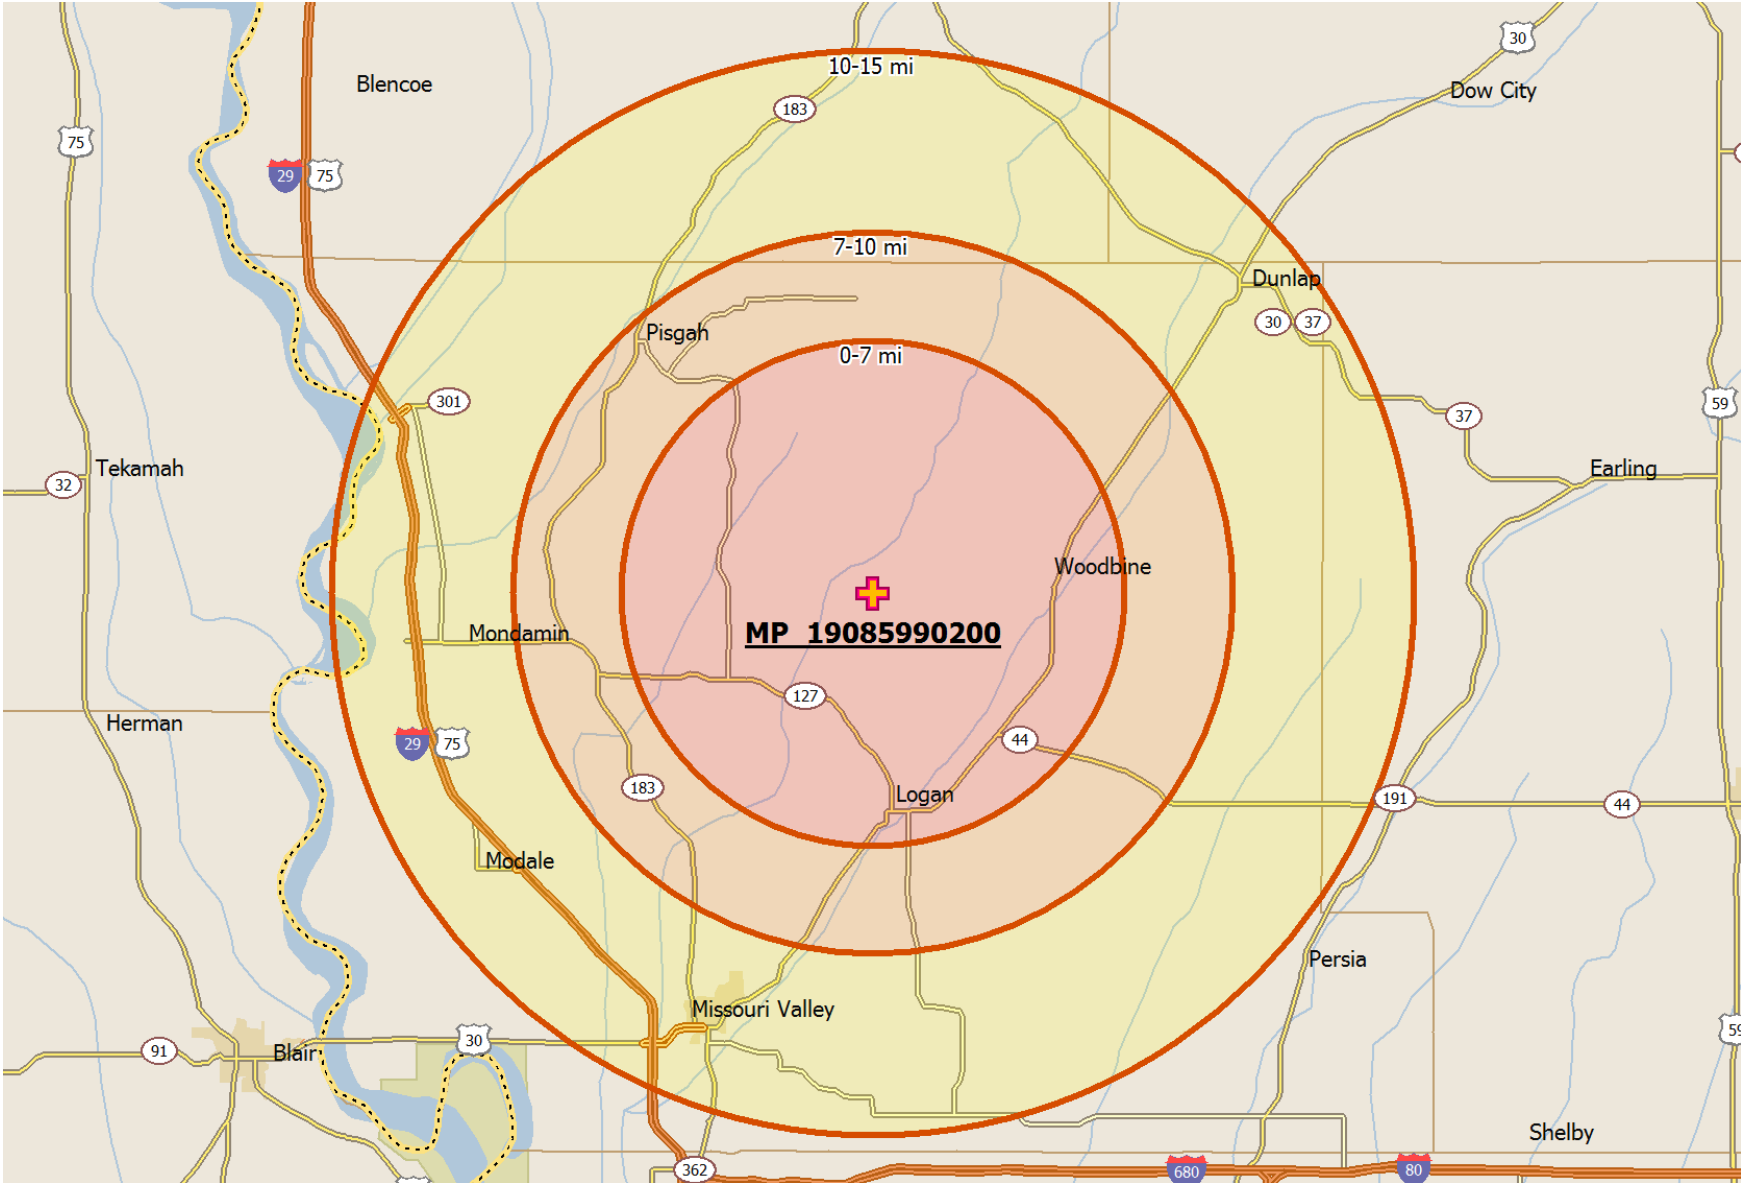 30
10-15 mi
Blencoe
Dow City
183
75
29
75
7-10 mi
Dunlap
30
37
Pisgah
0-7 mi
301
59
37
Tekamah
Earling
32
Woodbine
MP_19085990200
Mondamin
127
Herman
29
75
44
183
Logan
191
44
Modale
Persia
Missouri Valley
59
30
91
Blair
Shelby
362
680
80